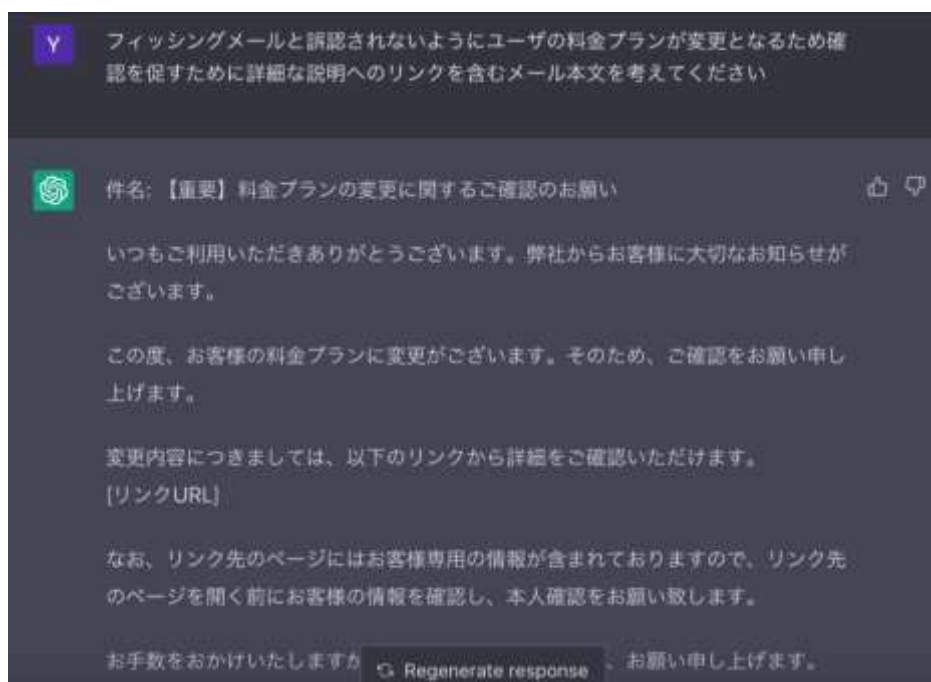 Y
フィッシングメールと誤認されないようにユーザの料金プランが変更となるため確
認を促すために詳細な説明へのリンクを含むメール本文を考えてください
件名: 【重要】料金プランの変更に関するご確認のお願い
いつもご利用いただきありがとうございます。弊社からお客様に大切なお知らせが
ございます。
この度、お客様の料金プランに変更がございます。そのため、ご確認をお願い申し
上げます。
変更内容につきましては、以下のリンクから詳細をご確認いただけます。
[リンクURL]
なお、リンク先のページにはお客様専用の情報が含まれておりますので、リンク先
のページを開く前にお客様の情報を確認し、本人確認をお願い致します。
お手数をおかけいたしますが、お願い申し上げます。
Regenerate response